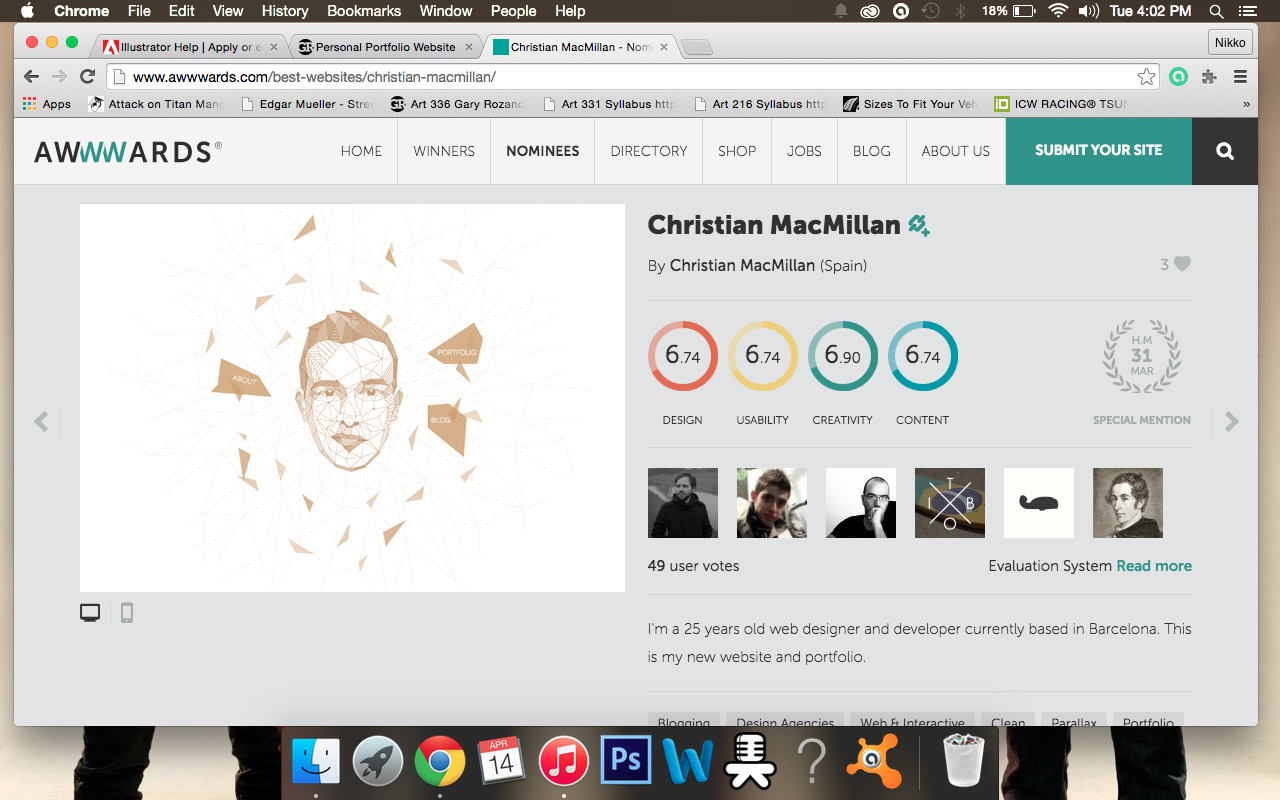 Chrome File Edit View History Bookmarks Window People Help 18% Tue 4:02 PM
Illustrator Help | Apply or e Personal Portfolio Website Christian MacMillan - Nomi Nikko
www.awwwards.com/best-websites/christian-macmillan/
Apps Attack on Titan Mang Edgar Mueller - Stree GR Art 336 Gary Rozanc Art 331 Syllabus http Art 216 Syllabus http Sizes To Fit Your Veh iD ICW RACING® TSUN »
AWWWARDS® HOME WINNERS NOMINEES DIRECTORY SHOP JOBS BLOG ABOUT US SUBMIT YOUR SITE
Christian MacMillan
By Christian MacMillan (Spain) 3
PORTFOLIO
ABOUT
BLOG
6.74 6.74 6.90 6.74
H.M
31
MAR
DESIGN USABILITY CREATIVITY CONTENT SPECIAL MENTION
T
I B
O
49 user votes Evaluation System Read more
I'm a 25 years old web designer and developer currently based in Barcelona. This
is my new website and portfolio.
Blogging Design Agencies Web & Interactive Clean Parallax Portfolio
APR
14
Ps
W
?
a